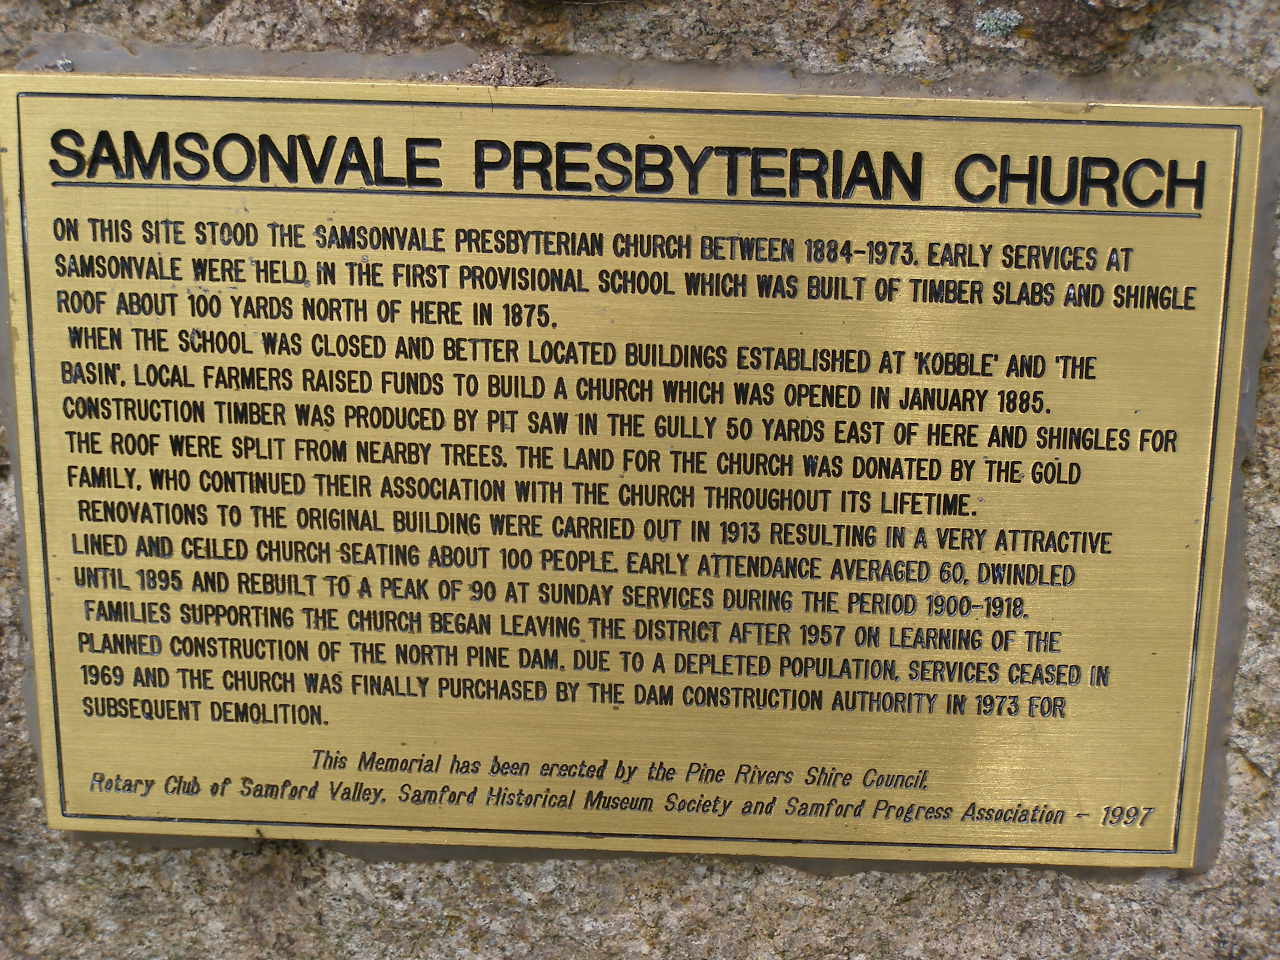 SAMSONVALE PRESBYTERIAN CHURCH
ON THIS SITE STOOD THE SAMSONVALE PRESBYTERIAN CHURCH BETWEEN 1884-1973. EARLY SERVICES AT
SAMSONVALE WERE HELD IN THE FIRST PROVISIONAL SCHOOL WHICH WAS BUILT OF TIMBER SLABS AND SHINGLE
ROOF ABOUT 100 YARDS NORTH OF HERE IN 1875.
WHEN THE SCHOOL WAS CLOSED AND BETTER LOCATED BUILDINGS ESTABLISHED AT 'KOBBLE' AND 'THE
BASIN', LOCAL FARMERS RAISED FUNDS TO BUILD A CHURCH WHICH WAS OPENED IN JANUARY 1885.
CONSTRUCTION TIMBER WAS PRODUCED BY PIT SAW IN THE GULLY 50 YARDS EAST OF HERE AND SHINGLES FOR
THE ROOF WERE SPLIT FROM NEARBY TREES. THE LAND FOR THE CHURCH WAS DONATED BY THE GOLD
FAMILY, WHO CONTINUED THEIR ASSOCIATION WITH THE CHURCH THROUGHOUT ITS LIFETIME.
RENOVATIONS TO THE ORIGINAL BUILDING WERE CARRIED OUT IN 1913 RESULTING IN A VERY ATTRACTIVE
LINED AND CEILED CHURCH SEATING ABOUT 100 PEOPLE. EARLY ATTENDANCE AVERAGED 60, DWINDLED
UNTIL 1895 AND REBUILT TO A PEAK OF 90 AT SUNDAY SERVICES DURING THE PERIOD 1900-1918.
FAMILIES SUPPORTING THE CHURCH BEGAN LEAVING THE DISTRICT AFTER 1957 ON LEARNING OF THE
PLANNED CONSTRUCTION OF THE NORTH PINE DAM. DUE TO A DEPLETED POPULATION, SERVICES CEASED IN
1969 AND THE CHURCH WAS FINALLY PURCHASED BY THE DAM CONSTRUCTION AUTHORITY IN 1973 FOR
SUBSEQUENT DEMOLITION.
This Memorial has been erected by the Pine Rivers Shire Council,
Rotary Club of Samford Valley, Samford Historical Museum Society and Samford Progress Association - 1997